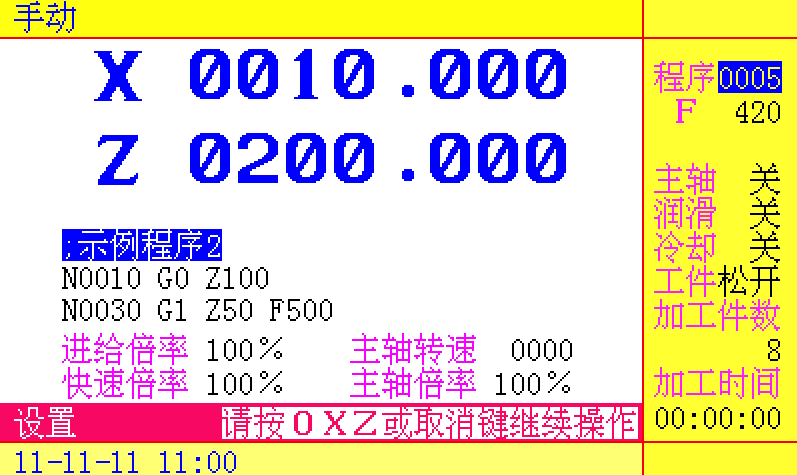 手动
X 0010.000
Z 0200.000
;示例程序2
N0010 G0 Z100
N0030 G1 Z50 F500
进给倍率 100% 主轴转速 0000
快速倍率 100% 主轴倍率 100%
设置 请按0XZ或取消键继续操作
11-11-11 11:00
程序0005
F 420
主轴 关
润滑 关
冷却 关
工件松开
加工件数
8
加工时间
00:00:00